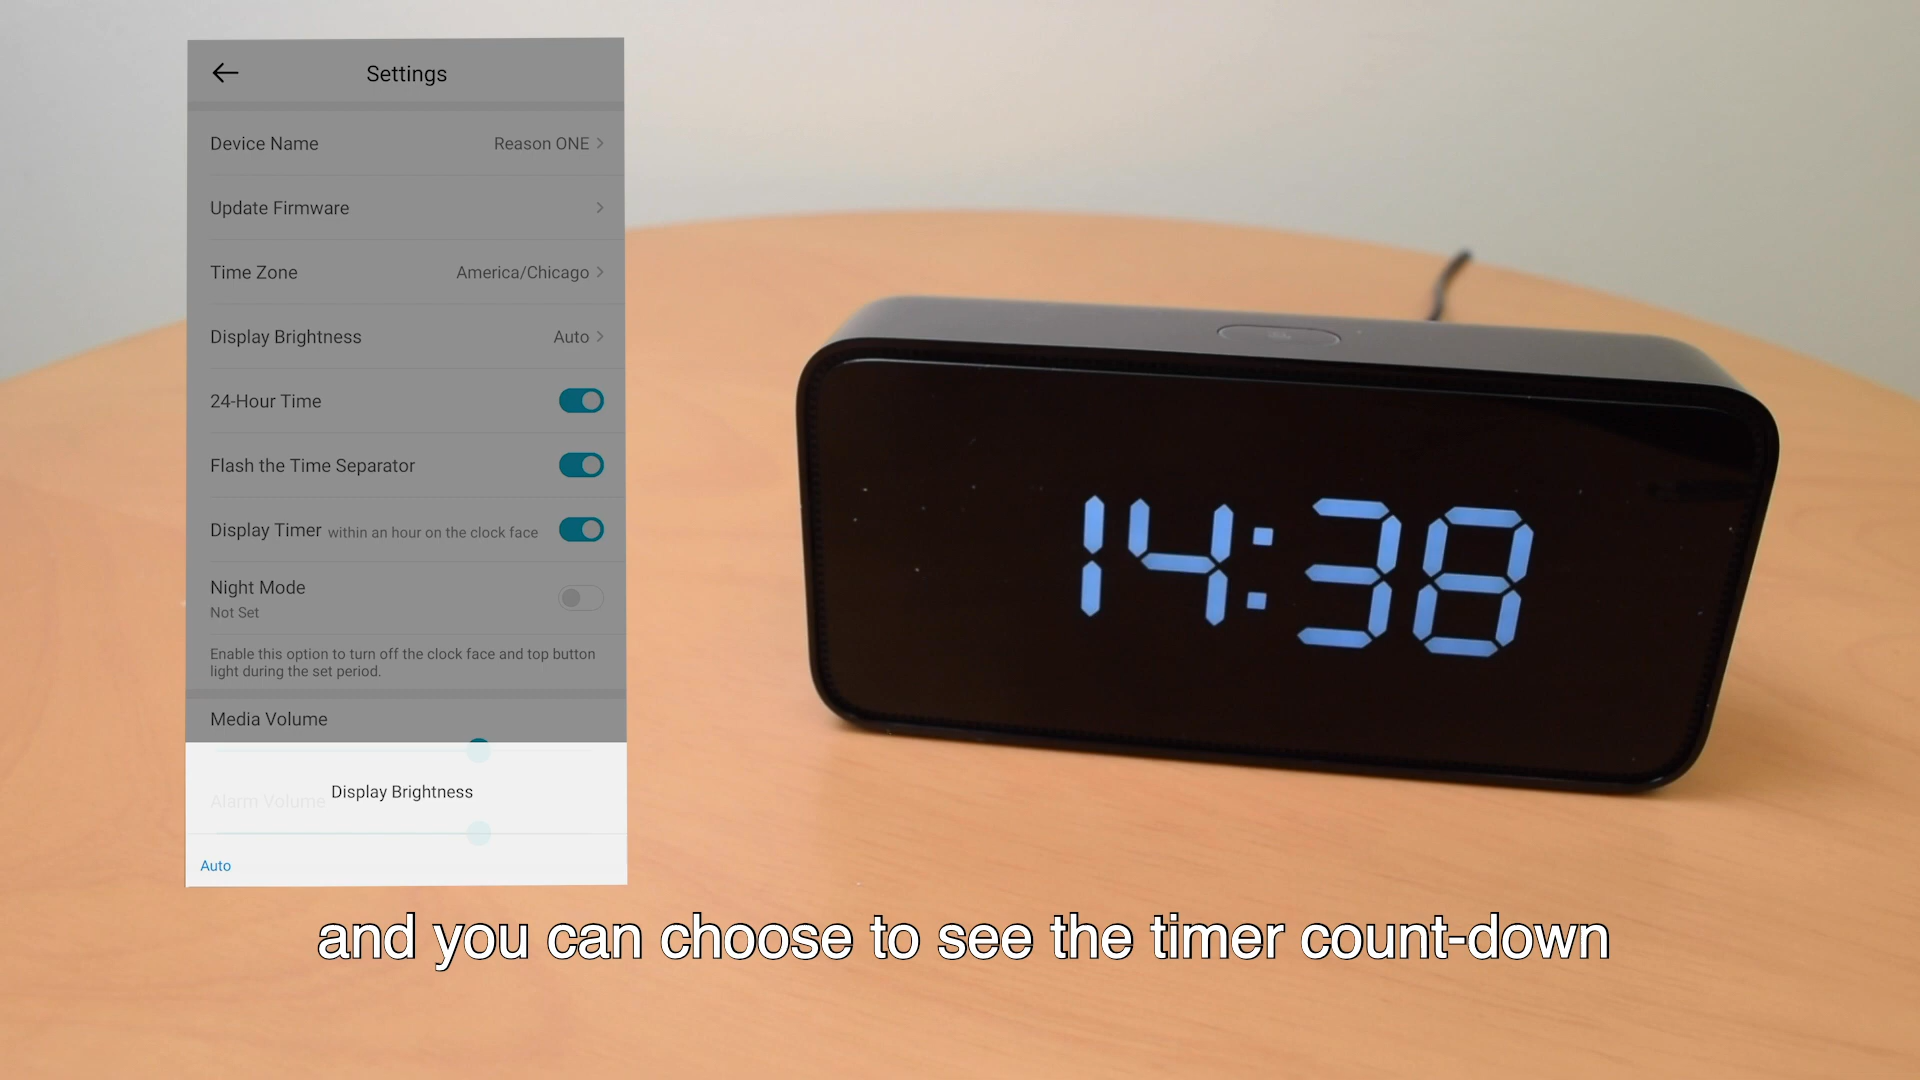 Settings
Device Name Reason ONE
Update Firmware
Time Zone America/Chicago
Display Brightness Auto
24-Hour Time
Flash the Time Separator
Display Timer within an hour on the clock face
Night Mode
Not Set
Enable this option to turn off the clock face and top button
light during the set period.
Media Volume
Display Brightness
Alarm Volume
Auto
14:38
and you can choose to see the timer count-down